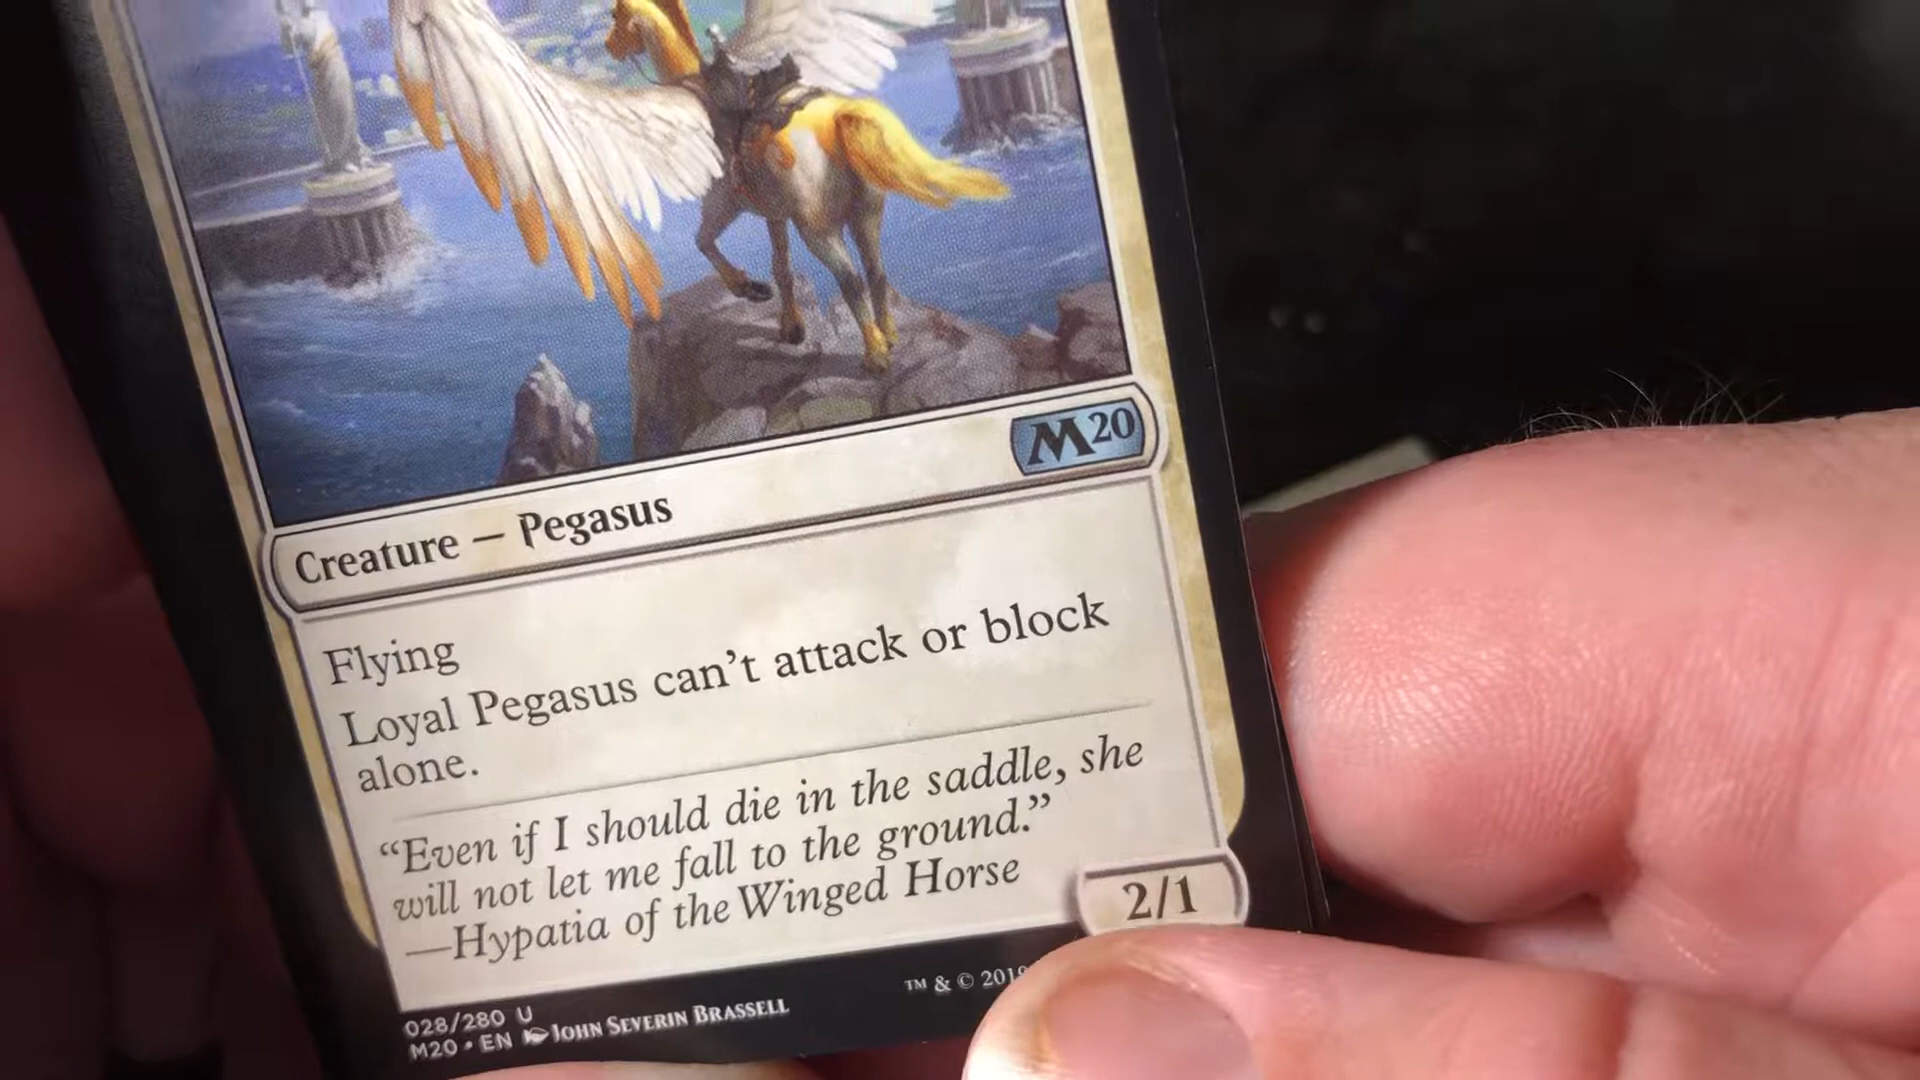 M20
Creature — Pegasus
Flying
Loyal Pegasus can't attack or block
alone.
“Even if I should die in the saddle, she
will not let me fall to the ground.”
—Hypatia of the Winged Horse
2/1
028/280 U
M20 • EN John Severin Brassell
™ & © 2019